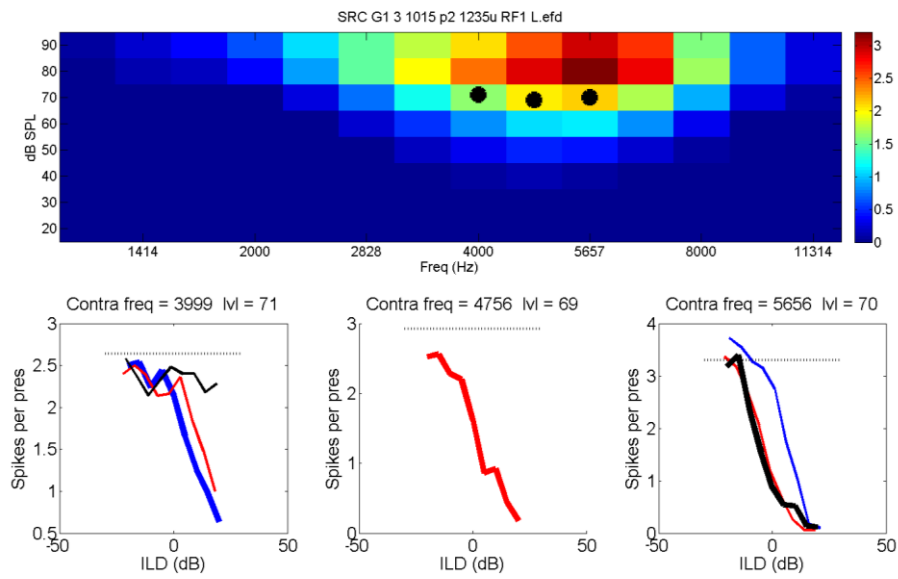 SRC G1 3 1015 p2 1235u RF1 L.efd
dB SPL
90
80
70
60
50
40
30
20
1414 2000 2828 4000 5657 8000 11314
Freq (Hz)
3
2.5
2
1.5
1
0.5
0
Contra freq = 3999 lvl = 71
Spikes per pres
3
2.5
2
1.5
1
0.5
-50 0 50
ILD (dB)
Contra freq = 4756 lvl = 69
Spikes per pres
3
2
1
0
-50 0 50
ILD (dB)
Contra freq = 5656 lvl = 70
Spikes per pres
4
3
2
1
0
-50 0 50
ILD (dB)